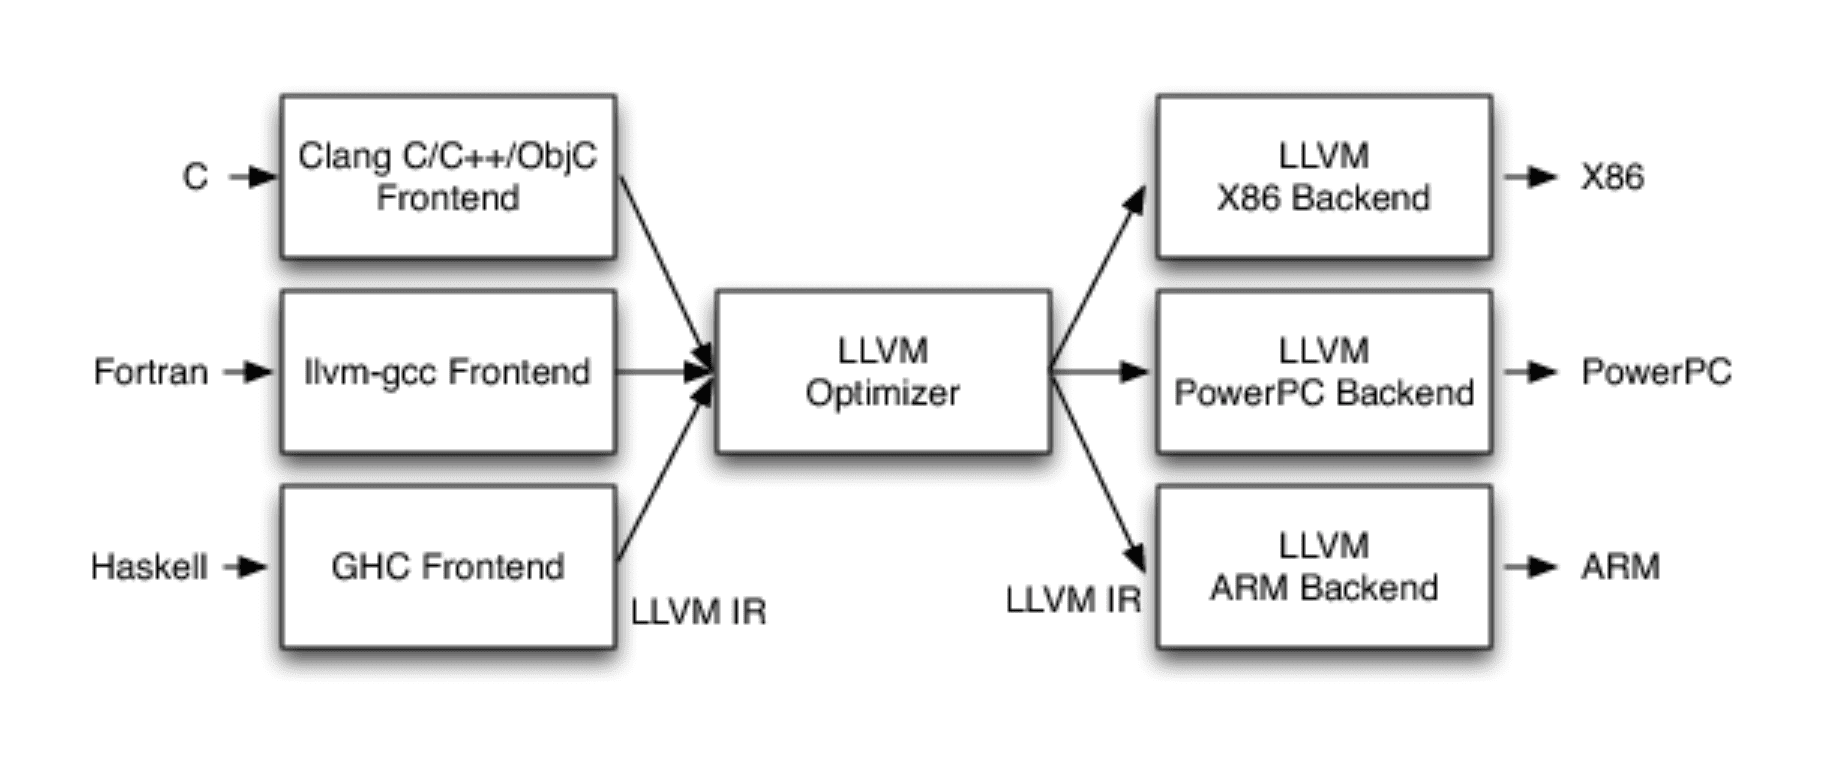 C
Clang C/C++/ObjC
Frontend
LLVM
X86 Backend
X86
Fortran
llvm-gcc Frontend
LLVM
Optimizer
LLVM
PowerPC Backend
PowerPC
Haskell
GHC Frontend
LLVM IR
LLVM IR
LLVM
ARM Backend
ARM